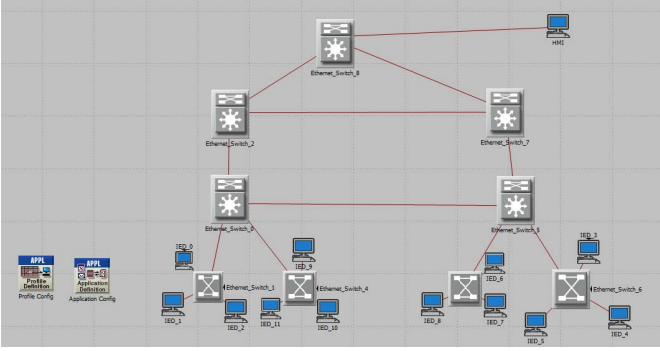 HMI
Ethernet_Switch_8
Ethernet_Switch_2
Ethernet_Switch_7
Ethernet_Switch_0
Ethernet_Switch_5
IED_0
IED_9
IED_3
IED_6
APPL
Profile
Definition
Profile Config
APPL
Application
Definition
Application Config
Ethernet_Switch_1
Ethernet_Switch_4
Ethernet_Switch_6
IED_1
IED_2
IED_11
IED_10
IED_8
IED_7
IED_5
IED_4